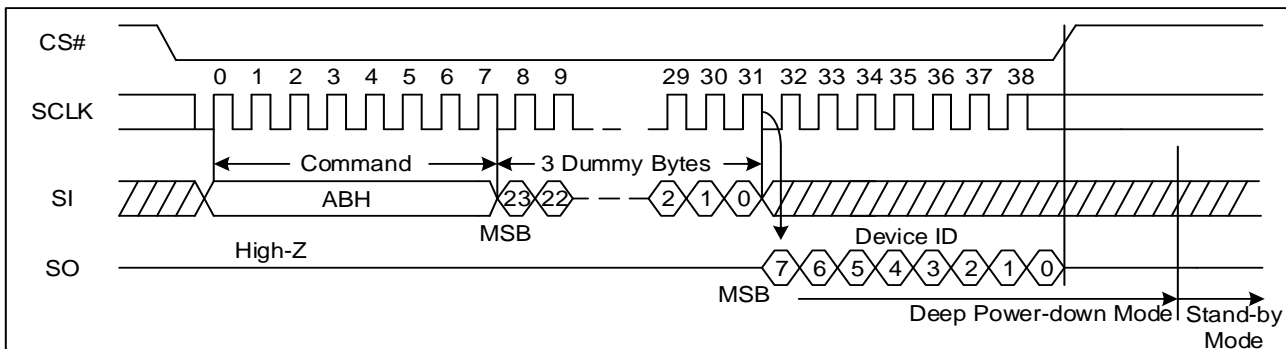 CS#
0 1 2 3 4 5 6 7 8 9 29 30 31 32 33 34 35 36 37 38
SCLK
Command 3 Dummy Bytes
SI ABH 23 22 2 1 0
MSB
High-Z Device ID
SO 7 6 5 4 3 2 1 0
MSB
Deep Power-down Mode Stand-by
Mode